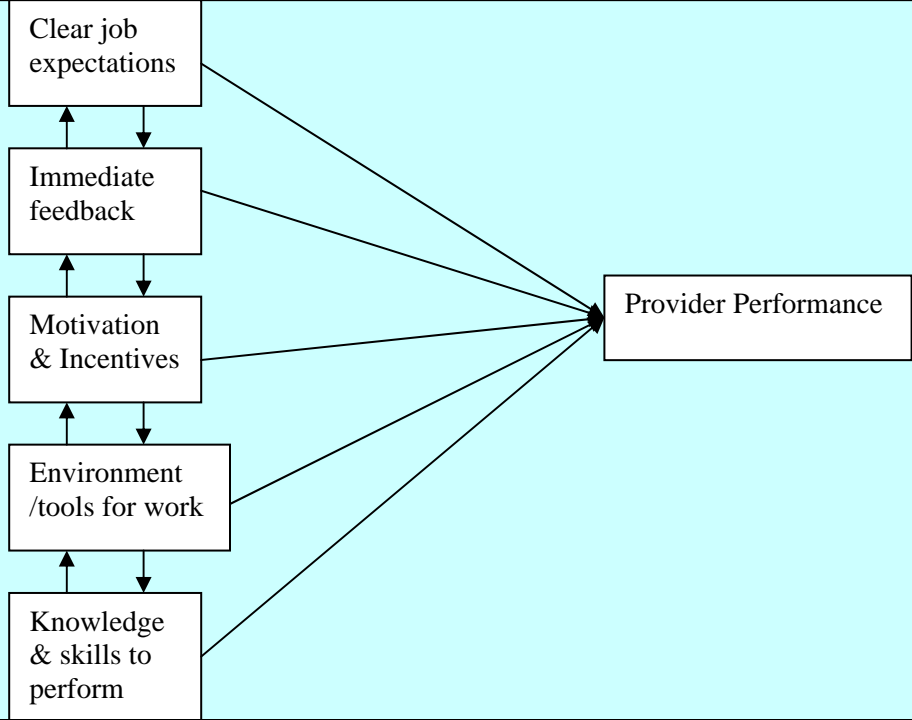 Clear job
expectations
Immediate
feedback
Motivation
& Incentives
Environment
/tools for work
Knowledge
& skills to
perform
Provider Performance